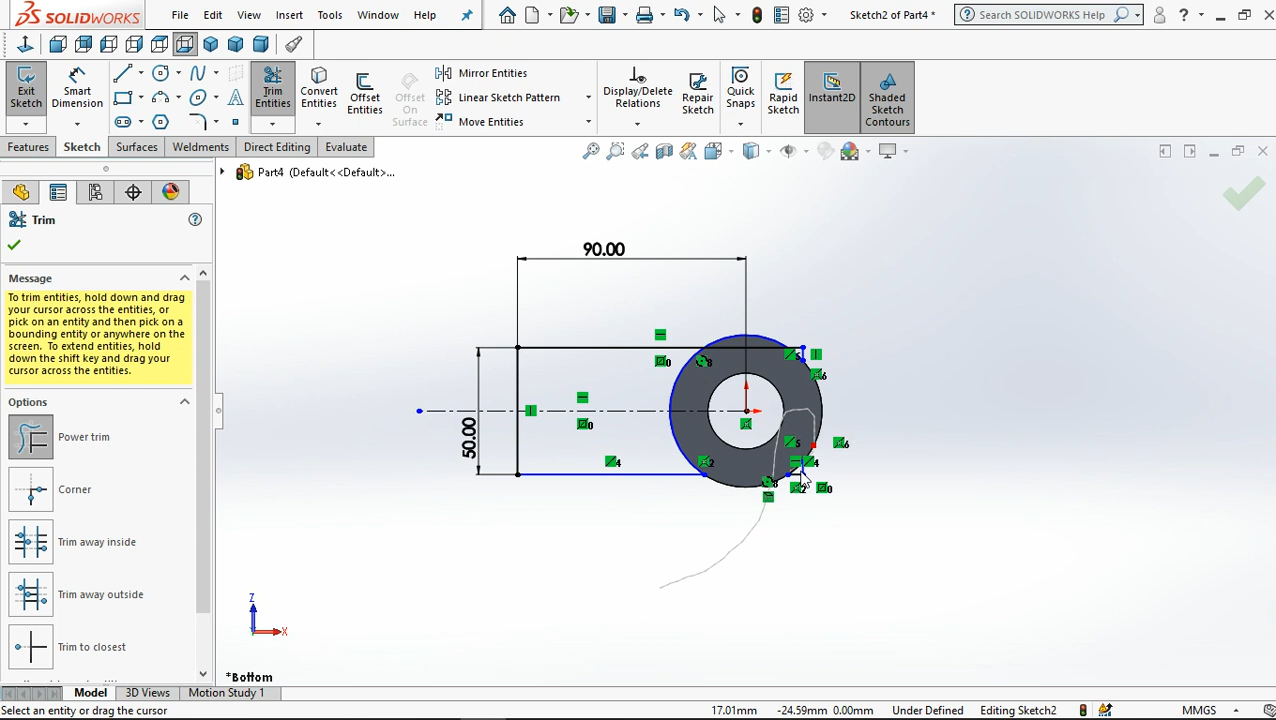 SOLIDWORKS
File Edit View Insert Tools Window Help
Sketch2 of Part4 *
Search SOLIDWORKS Help
?
Exit Sketch
Smart Dimension
Trim Entities
Convert Entities
Offset Entities
Offset On Surface
Mirror Entities
Linear Sketch Pattern
Move Entities
Display/Delete Relations
Repair Sketch
Quick Snaps
Rapid Sketch
Instant2D
Shaded Sketch Contours
Features Sketch Surfaces Weldments Direct Editing Evaluate
Part4 (Default<<Default>...
Trim
Message
To trim entities, hold down and drag
your cursor across the entities, or
pick on an entity and then pick on a
bounding entity or anywhere on the
screen. To extend entities, hold
down the shift key and drag your
cursor across the entities.
Options
Power trim
Corner
Trim away inside
Trim away outside
Trim to closest
90.00
50.00
Z
X
*Bottom
Model 3D Views Motion Study 1
Select an entity or drag the cursor
17.01mm -24.59mm 0.00mm Under Defined Editing Sketch2 MMGS